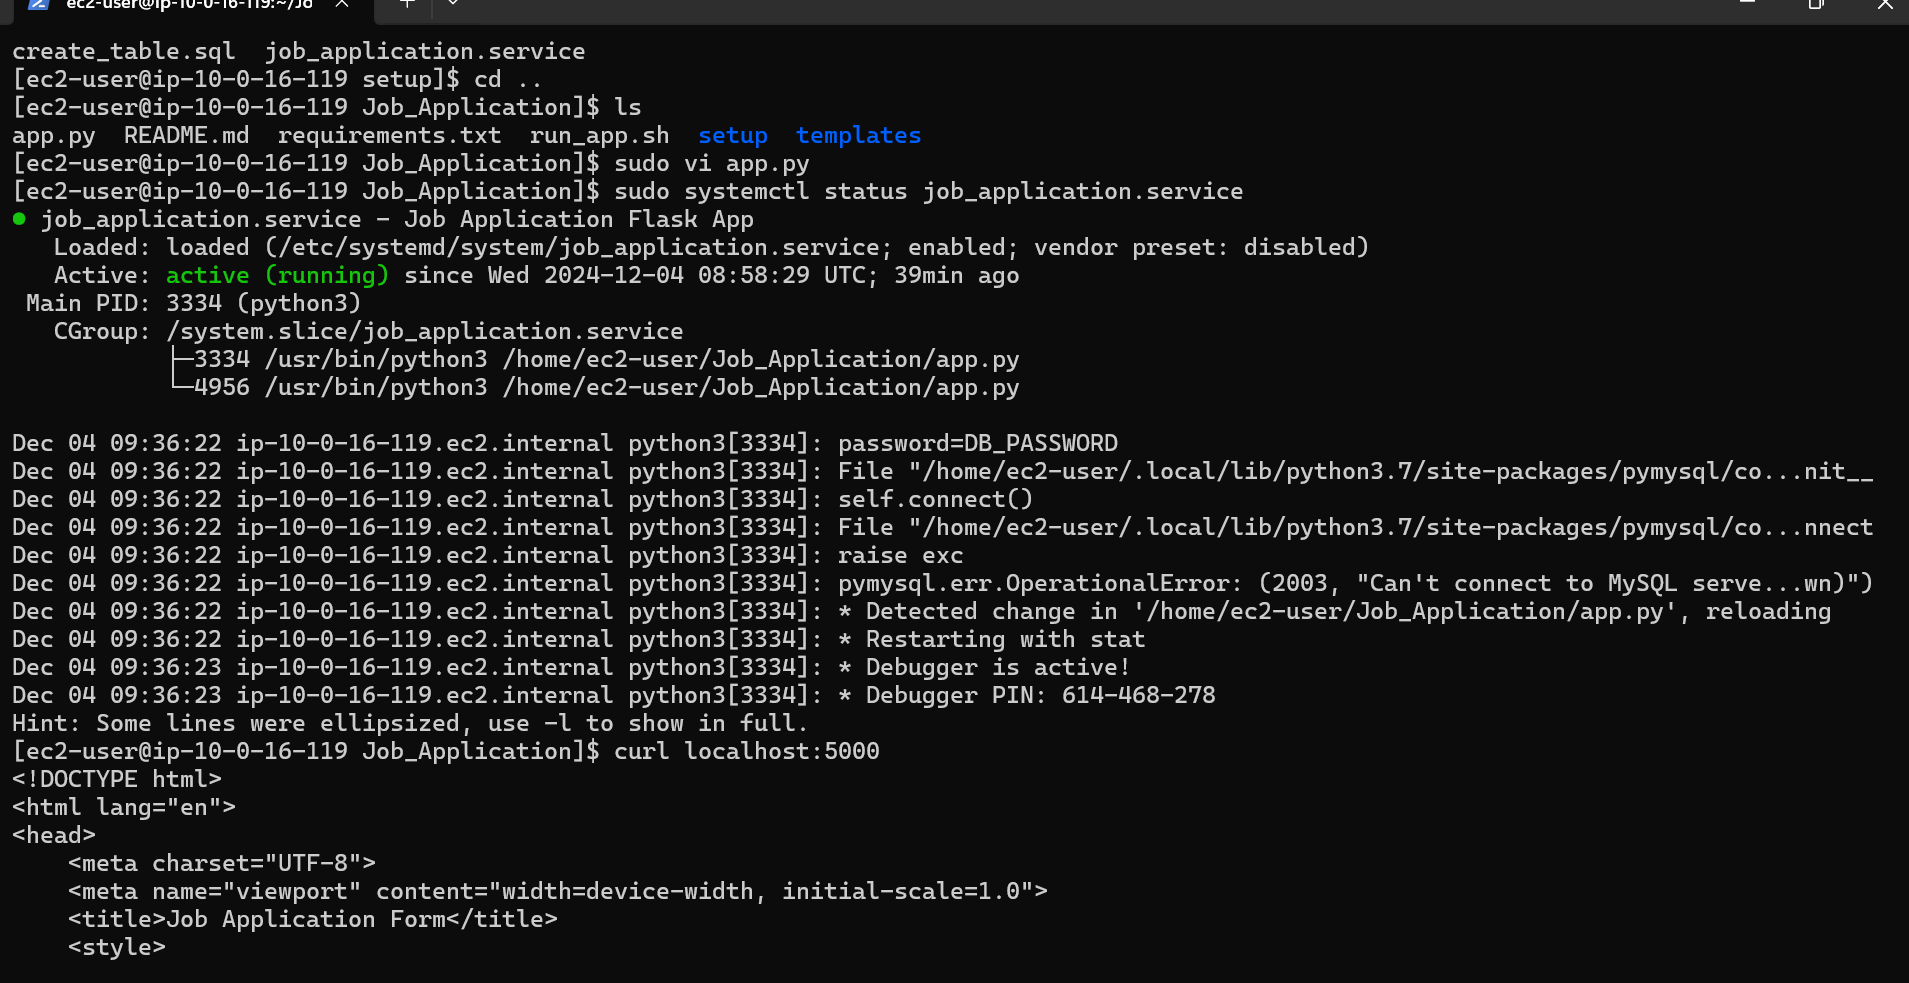 ec2-user@ip-10-0-16-119:~/Jo
create_table.sql  job_application.service
[ec2-user@ip-10-0-16-119 setup]$ cd ..
[ec2-user@ip-10-0-16-119 Job_Application]$ ls
app.py  README.md  requirements.txt  run_app.sh  setup  templates
[ec2-user@ip-10-0-16-119 Job_Application]$ sudo vi app.py
[ec2-user@ip-10-0-16-119 Job_Application]$ sudo systemctl status job_application.service
● job_application.service - Job Application Flask App
   Loaded: loaded (/etc/systemd/system/job_application.service; enabled; vendor preset: disabled)
   Active: active (running) since Wed 2024-12-04 08:58:29 UTC; 39min ago
 Main PID: 3334 (python3)
   CGroup: /system.slice/job_application.service
           ├─3334 /usr/bin/python3 /home/ec2-user/Job_Application/app.py
           └─4956 /usr/bin/python3 /home/ec2-user/Job_Application/app.py
Dec 04 09:36:22 ip-10-0-16-119.ec2.internal python3[3334]: password=DB_PASSWORD
Dec 04 09:36:22 ip-10-0-16-119.ec2.internal python3[3334]: File "/home/ec2-user/.local/lib/python3.7/site-packages/pymysql/co...nit__
Dec 04 09:36:22 ip-10-0-16-119.ec2.internal python3[3334]: self.connect()
Dec 04 09:36:22 ip-10-0-16-119.ec2.internal python3[3334]: File "/home/ec2-user/.local/lib/python3.7/site-packages/pymysql/co...nnect
Dec 04 09:36:22 ip-10-0-16-119.ec2.internal python3[3334]: raise exc
Dec 04 09:36:22 ip-10-0-16-119.ec2.internal python3[3334]: pymysql.err.OperationalError: (2003, "Can't connect to MySQL serve...wn)")
Dec 04 09:36:22 ip-10-0-16-119.ec2.internal python3[3334]: * Detected change in '/home/ec2-user/Job_Application/app.py', reloading
Dec 04 09:36:22 ip-10-0-16-119.ec2.internal python3[3334]: * Restarting with stat
Dec 04 09:36:23 ip-10-0-16-119.ec2.internal python3[3334]: * Debugger is active!
Dec 04 09:36:23 ip-10-0-16-119.ec2.internal python3[3334]: * Debugger PIN: 614-468-278
Hint: Some lines were ellipsized, use -l to show in full.
[ec2-user@ip-10-0-16-119 Job_Application]$ curl localhost:5000
<!DOCTYPE html>
<html lang="en">
<head>
    <meta charset="UTF-8">
    <meta name="viewport" content="width=device-width, initial-scale=1.0">
    <title>Job Application Form</title>
    <style>